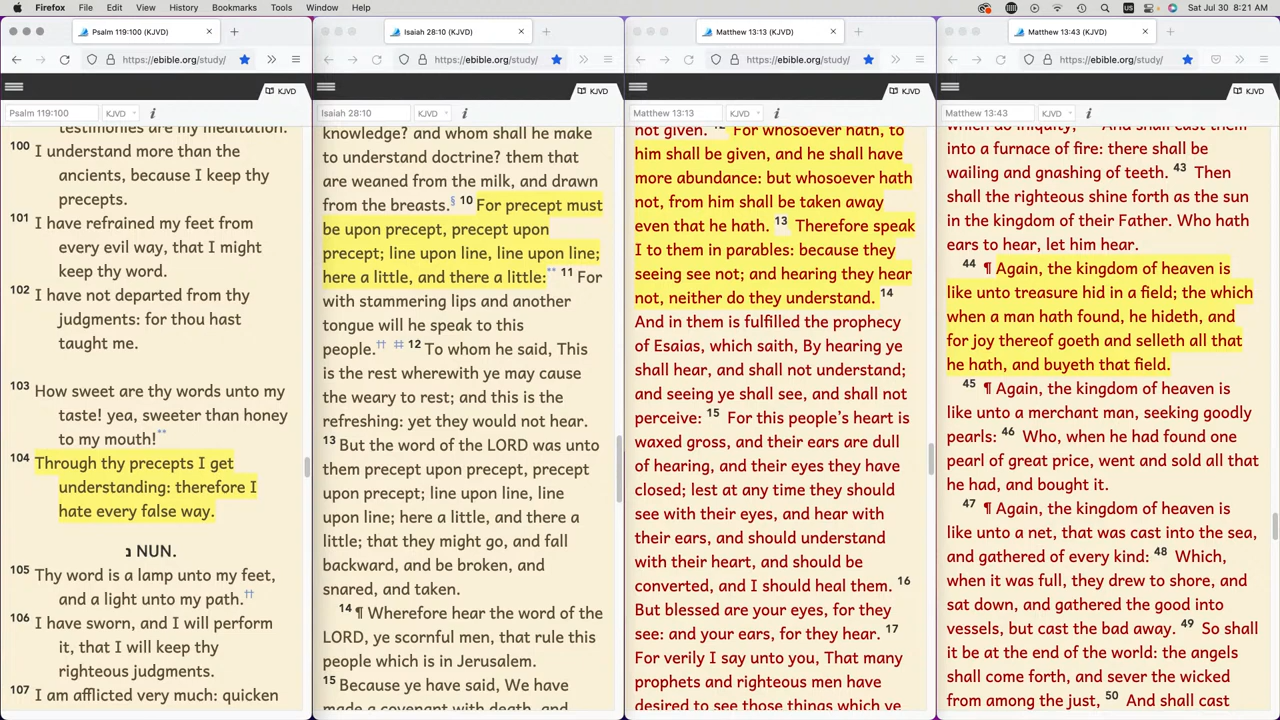 Firefox File Edit View History Bookmarks Tools Window Help
Sat Jul 30 8:21 AM
Psalm 119:100 (KJVD)
https://ebible.org/study/
KJVD
Psalm 119:100 KJVD i
testimonies are my meditation.
100 I understand more than the
ancients, because I keep thy
precepts.
101 I have refrained my feet from
every evil way, that I might
keep thy word.
102 I have not departed from thy
judgments: for thou hast
taught me.
103 How sweet are thy words unto my
taste! yea, sweeter than honey
to my mouth!**
104 Through thy precepts I get
understanding: therefore I
hate every false way.
נ NUN.
105 Thy word is a lamp unto my feet,
and a light unto my path.††
106 I have sworn, and I will perform
it, that I will keep thy
righteous judgments.
107 I am afflicted very much: quicken
Isaiah 28:10 (KJVD)
https://ebible.org/study/
KJVD
Isaiah 28:10 KJVD i
knowledge? and whom shall he make
to understand doctrine? them that
are weaned from the milk, and drawn
from the breasts.§ 10 For precept must
be upon precept, precept upon
precept; line upon line, line upon line;
here a little, and there a little:** 11 For
with stammering lips and another
tongue will he speak to this
people.†† ‡‡ 12 To whom he said, This
is the rest wherewith ye may cause
the weary to rest; and this is the
refreshing: yet they would not hear.
13 But the word of the LORD was unto
them precept upon precept, precept
upon precept; line upon line, line
upon line; here a little, and there a
little; that they might go, and fall
backward, and be broken, and
snared, and taken.
14 ¶ Wherefore hear the word of the
LORD, ye scornful men, that rule this
people which is in Jerusalem.
15 Because ye have said, We have
made a covenant with death, and
Matthew 13:13 (KJVD)
https://ebible.org/study/
KJVD
Matthew 13:13 KJVD i
not given. 12 For whosoever hath, to
him shall be given, and he shall have
more abundance: but whosoever hath
not, from him shall be taken away
even that he hath. 13 Therefore speak
I to them in parables: because they
seeing see not; and hearing they hear
not, neither do they understand. 14
And in them is fulfilled the prophecy
of Esaias, which saith, By hearing ye
shall hear, and shall not understand;
and seeing ye shall see, and shall not
perceive: 15 For this people’s heart is
waxed gross, and their ears are dull
of hearing, and their eyes they have
closed; lest at any time they should
see with their eyes, and hear with
their ears, and should understand
with their heart, and should be
converted, and I should heal them. 16
But blessed are your eyes, for they
see: and your ears, for they hear. 17
For verily I say unto you, That many
prophets and righteous men have
desired to see those things which ye
Matthew 13:43 (KJVD)
https://ebible.org/study/
KJVD
Matthew 13:43 KJVD i
which do iniquity, And shall cast them
into a furnace of fire: there shall be
wailing and gnashing of teeth. 43 Then
shall the righteous shine forth as the sun
in the kingdom of their Father. Who hath
ears to hear, let him hear.
44 ¶ Again, the kingdom of heaven is
like unto treasure hid in a field; the which
when a man hath found, he hideth, and
for joy thereof goeth and selleth all that
he hath, and buyeth that field.
45 ¶ Again, the kingdom of heaven is
like unto a merchant man, seeking goodly
pearls: 46 Who, when he had found one
pearl of great price, went and sold all that
he had, and bought it.
47 ¶ Again, the kingdom of heaven is
like unto a net, that was cast into the sea,
and gathered of every kind: 48 Which,
when it was full, they drew to shore, and
sat down, and gathered the good into
vessels, but cast the bad away. 49 So shall
it be at the end of the world: the angels
shall come forth, and sever the wicked
from among the just, 50 And shall cast